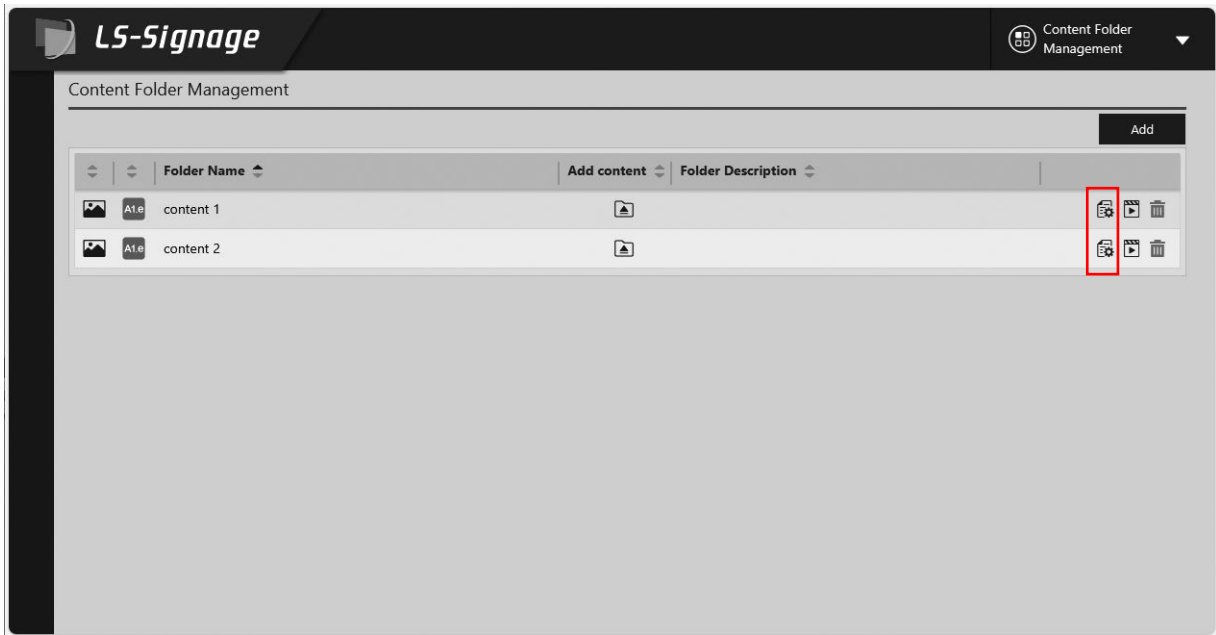 LS-Signage
Content Folder
Management
Content Folder Management
Add
Folder Name Add content Folder Description
A1.e content 1
A1.e content 2